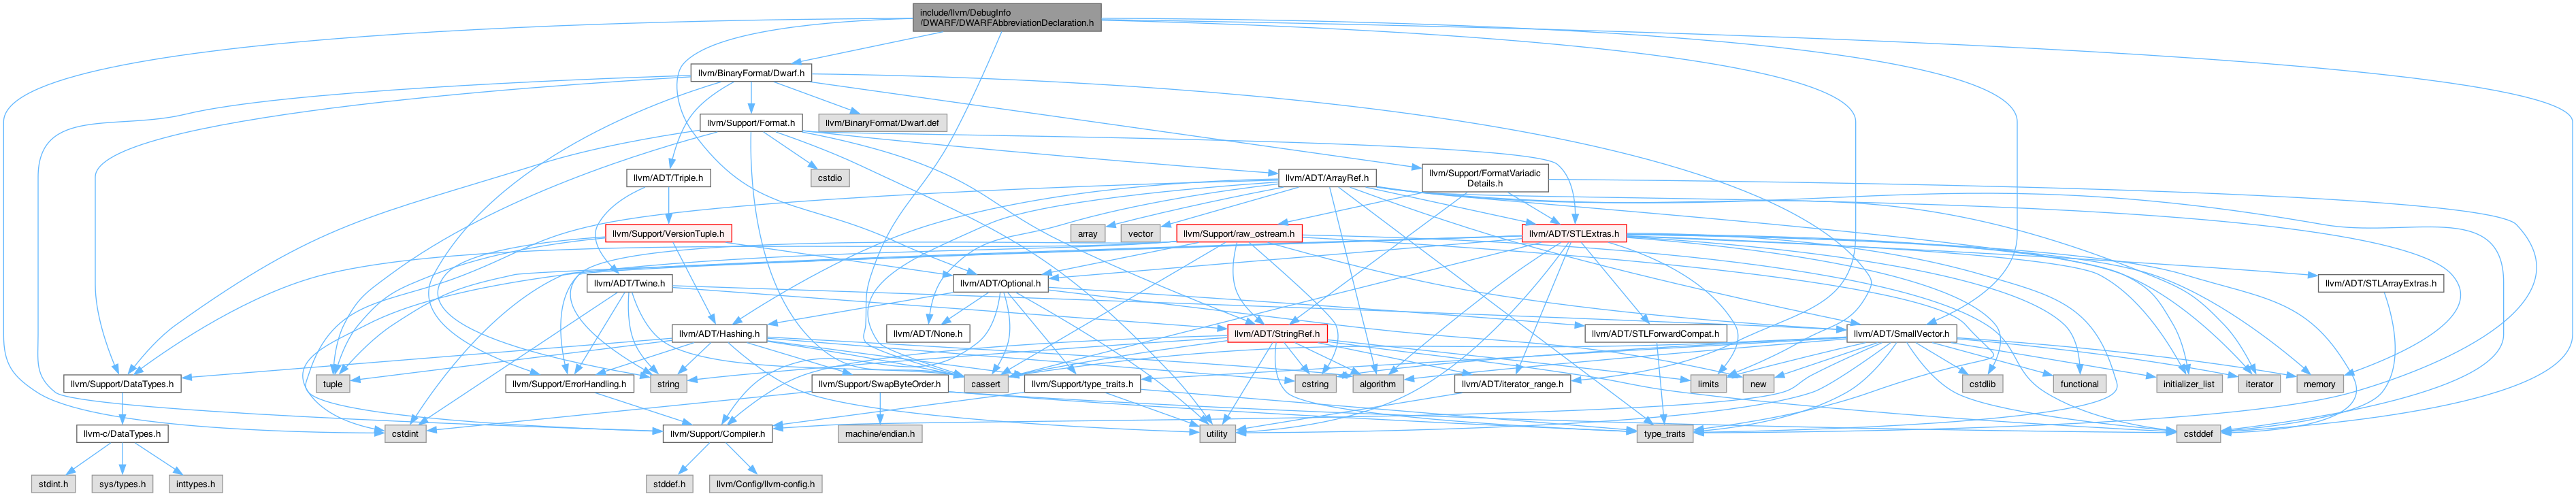 include/llvm/DebugInfo
/DWARF/DWARFAbbreviationDeclaration.h
llvm/BinaryFormat/Dwarf.h
llvm/Support/Format.h
llvm/BinaryFormat/Dwarf.def
llvm/ADT/Triple.h
cstdio
llvm/ADT/ArrayRef.h
llvm/Support/FormatVariadic
Details.h
llvm/Support/VersionTuple.h
array
vector
llvm/Support/raw_ostream.h
llvm/ADT/STLExtras.h
llvm/ADT/Twine.h
llvm/ADT/Optional.h
llvm/ADT/STLArrayExtras.h
llvm/ADT/Hashing.h
llvm/ADT/None.h
llvm/ADT/StringRef.h
llvm/ADT/STLForwardCompat.h
llvm/ADT/SmallVector.h
llvm/Support/DataTypes.h
tuple
llvm/Support/ErrorHandling.h
string
llvm/Support/SwapByteOrder.h
cassert
llvm/Support/type_traits.h
cstring
algorithm
llvm/ADT/iterator_range.h
limits
new
cstdlib
functional
initializer_list
iterator
memory
llvm-c/DataTypes.h
cstdint
llvm/Support/Compiler.h
machine/endian.h
utility
type_traits
cstddef
stdint.h
sys/types.h
inttypes.h
stddef.h
llvm/Config/llvm-config.h